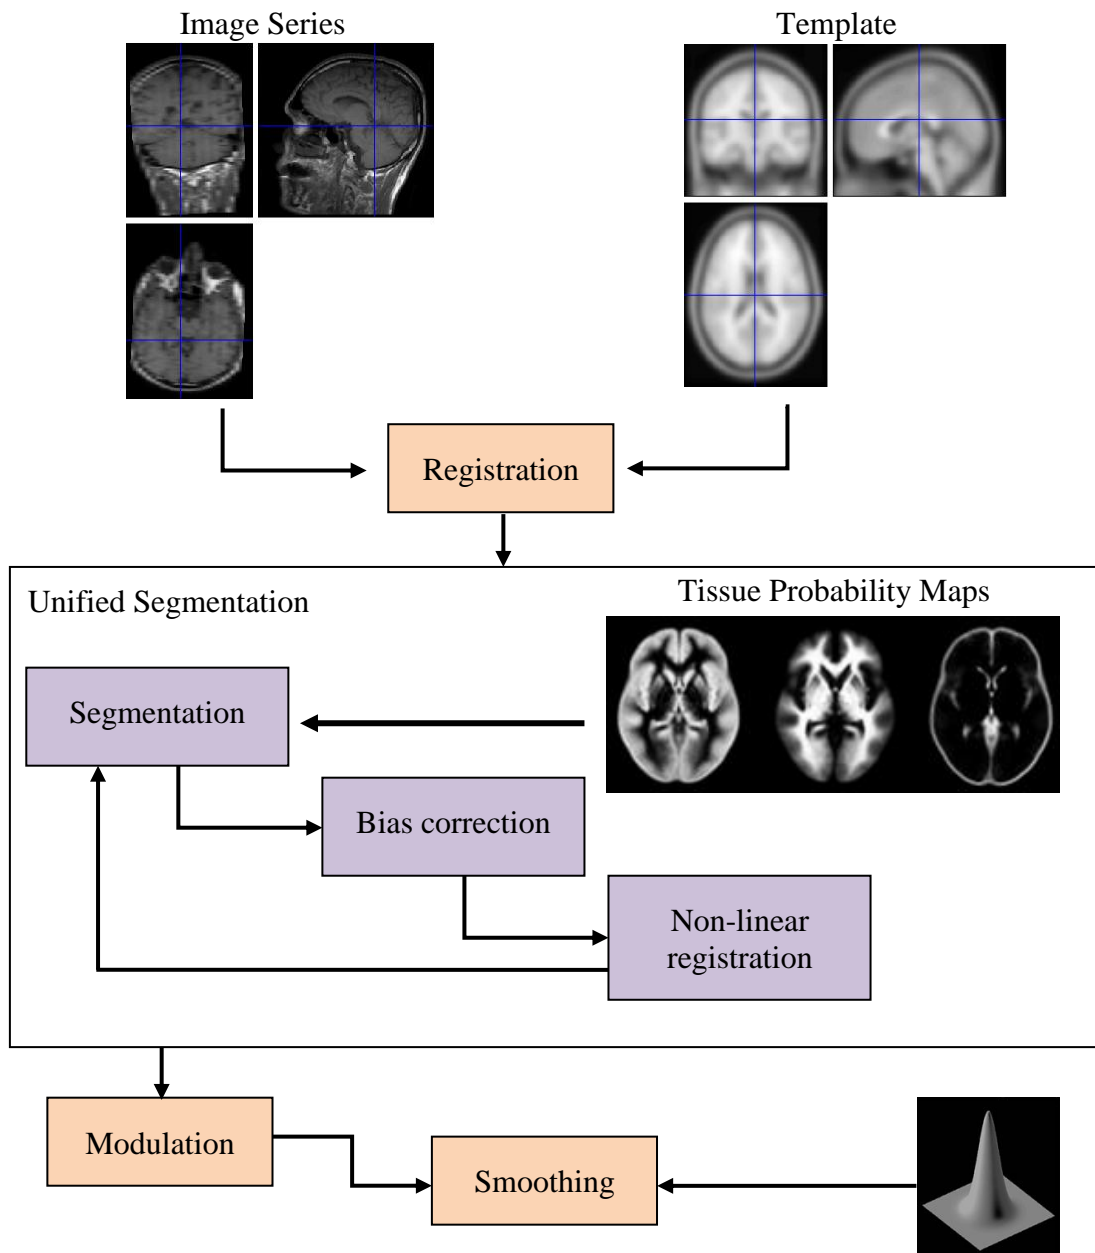 Image Series
Template
Registration
Unified Segmentation
Tissue Probability Maps
Segmentation
Bias correction
Non-linear
registration
Modulation
Smoothing